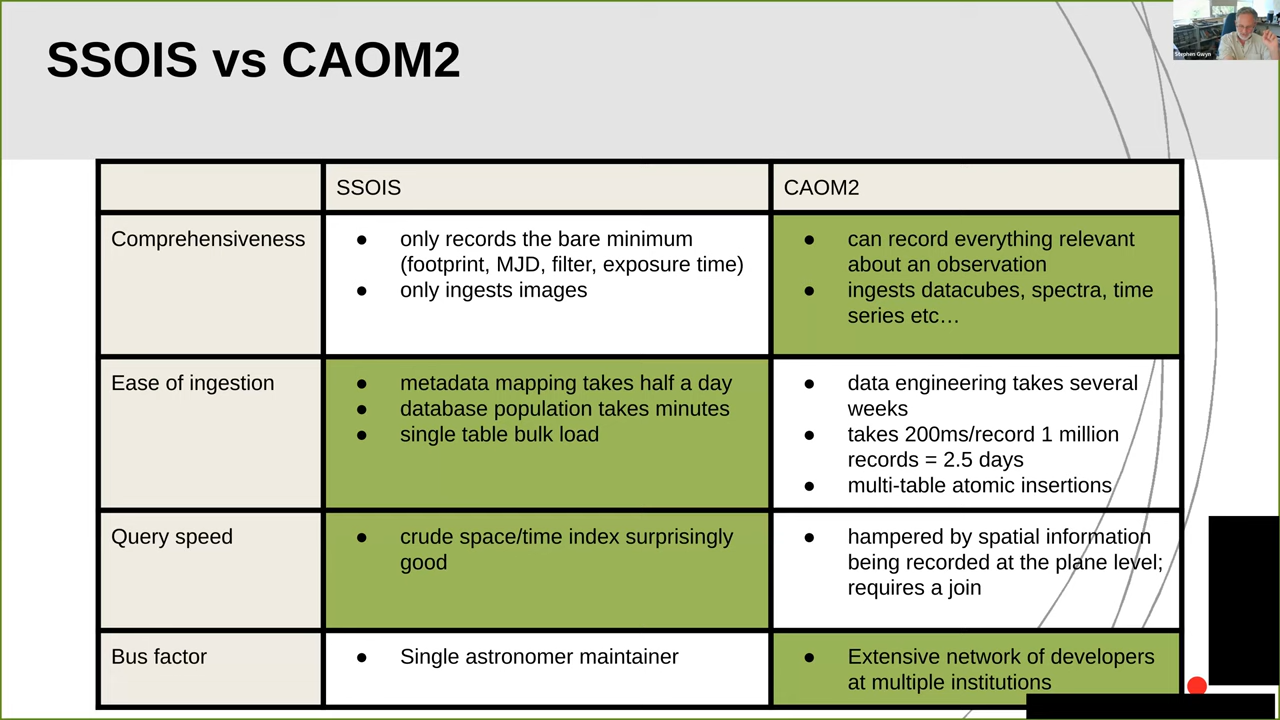 SSOIS vs CAOM2
Stephen Gwyn
SSOIS
CAOM2
Comprehensiveness
● only records the bare minimum
(footprint, MJD, filter, exposure time)
● only ingests images
● can record everything relevant
about an observation
● ingests datacubes, spectra, time
series etc…
Ease of ingestion
● metadata mapping takes half a day
● database population takes minutes
● single table bulk load
● data engineering takes several
weeks
● takes 200ms/record 1 million
records = 2.5 days
● multi-table atomic insertions
Query speed
● crude space/time index surprisingly
good
● hampered by spatial information
being recorded at the plane level;
requires a join
Bus factor
● Single astronomer maintainer
● Extensive network of developers
at multiple institutions